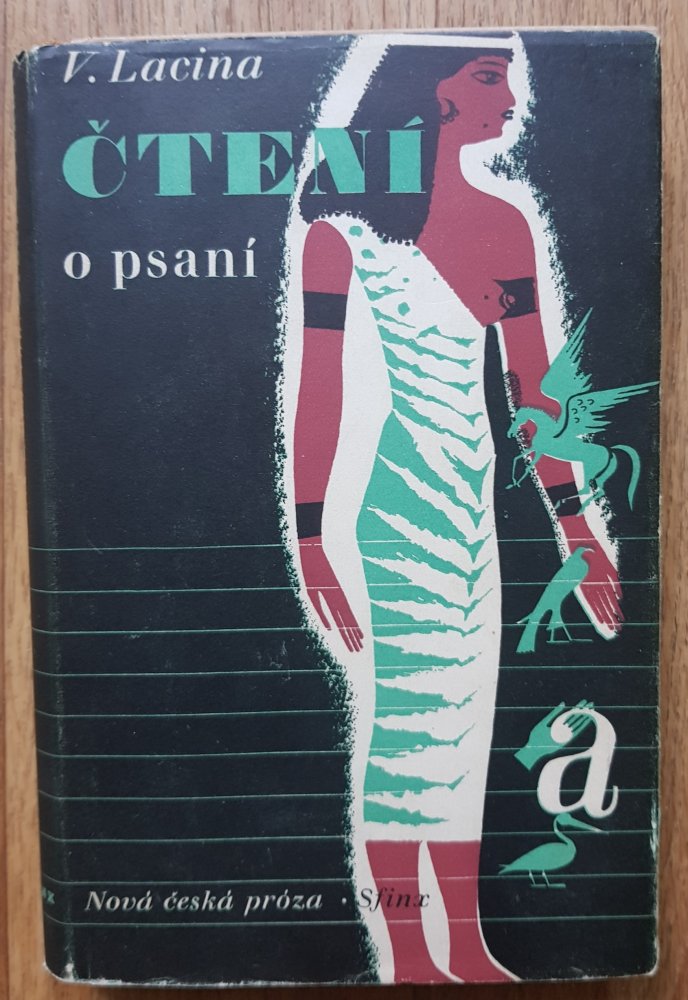 V. Lacina
ČTENÍ
o psaní
a
Nová česká próza · Sfinx